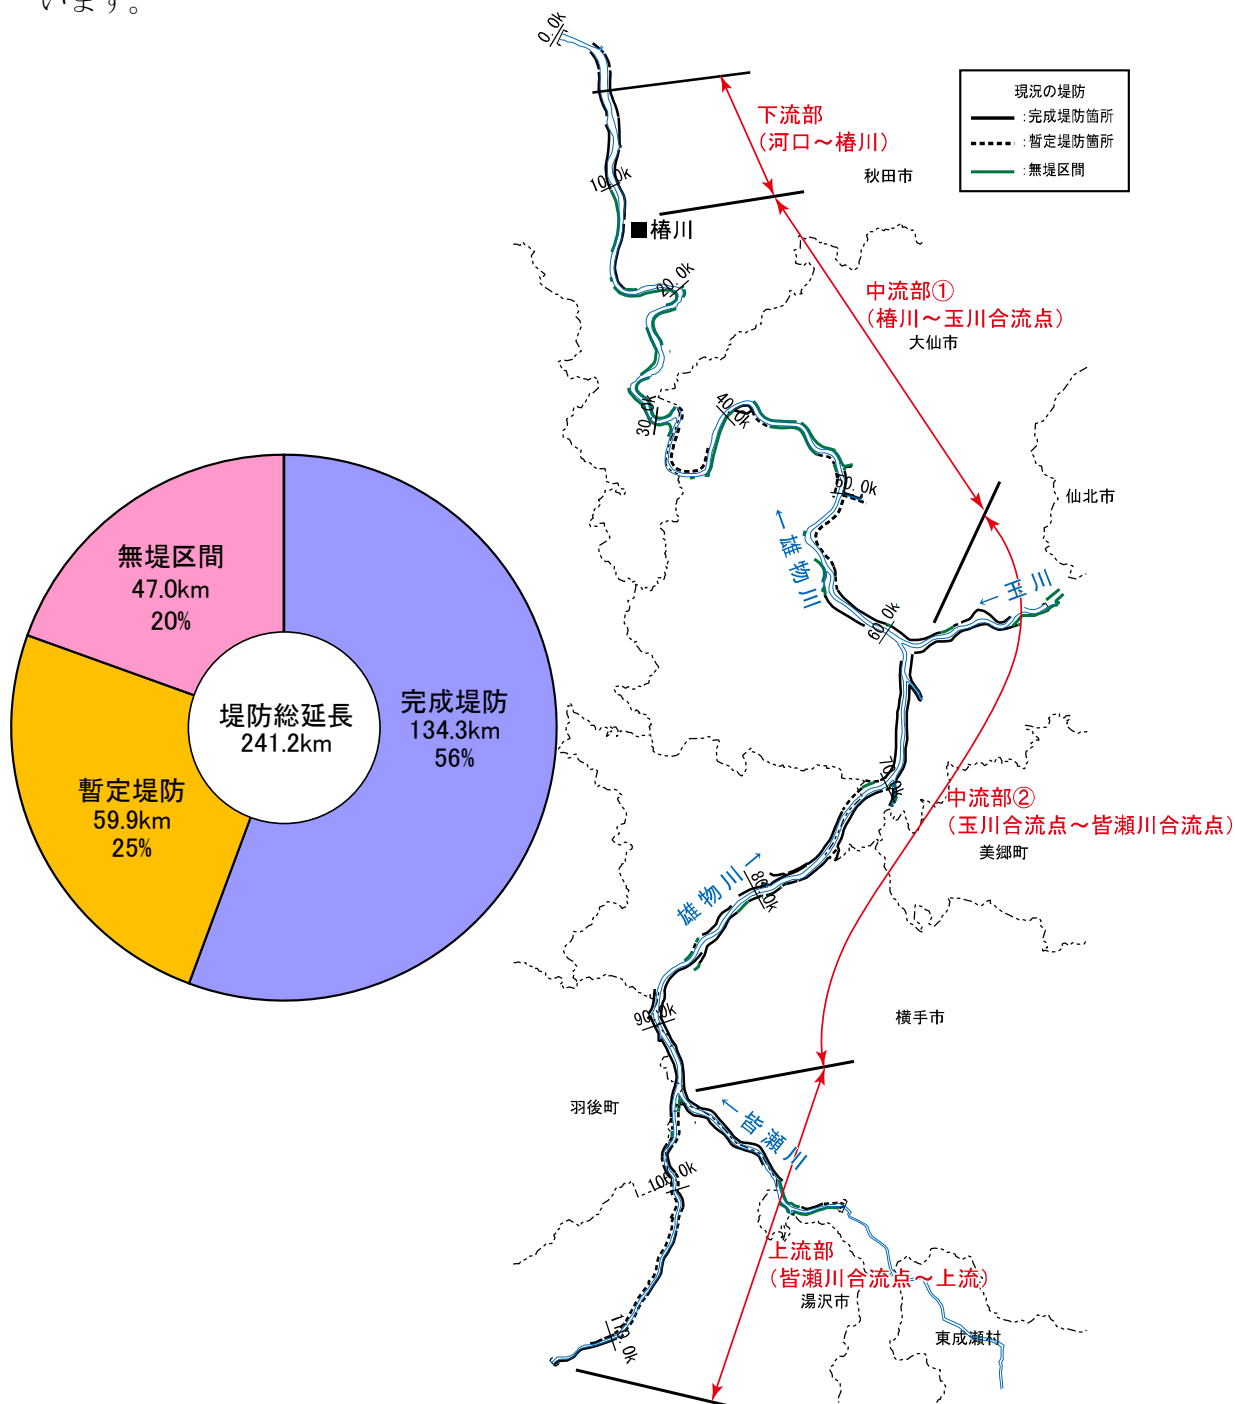 います。
0.0k
現況の堤防
:完成堤防箇所
:暫定堤防箇所
:無堤区間
下流部
(河口～椿川)
秋田市
10.0k
■椿川
20.0k
中流部①
(椿川～玉川合流点)
大仙市
30.0k
40.0k
50.0k
仙北市
←雄物川
←玉川
60.0k
無堤区間
47.0km
20%
堤防総延長
241.2km
完成堤防
134.3km
56%
暫定堤防
59.9km
25%
70.0k
中流部②
(玉川合流点～皆瀬川合流点)
美郷町
雄物川→
80.0k
90.0k
横手市
羽後町
←皆瀬川
100.0k
上流部
(皆瀬川合流点～上流)
湯沢市
110.0k
東成瀬村